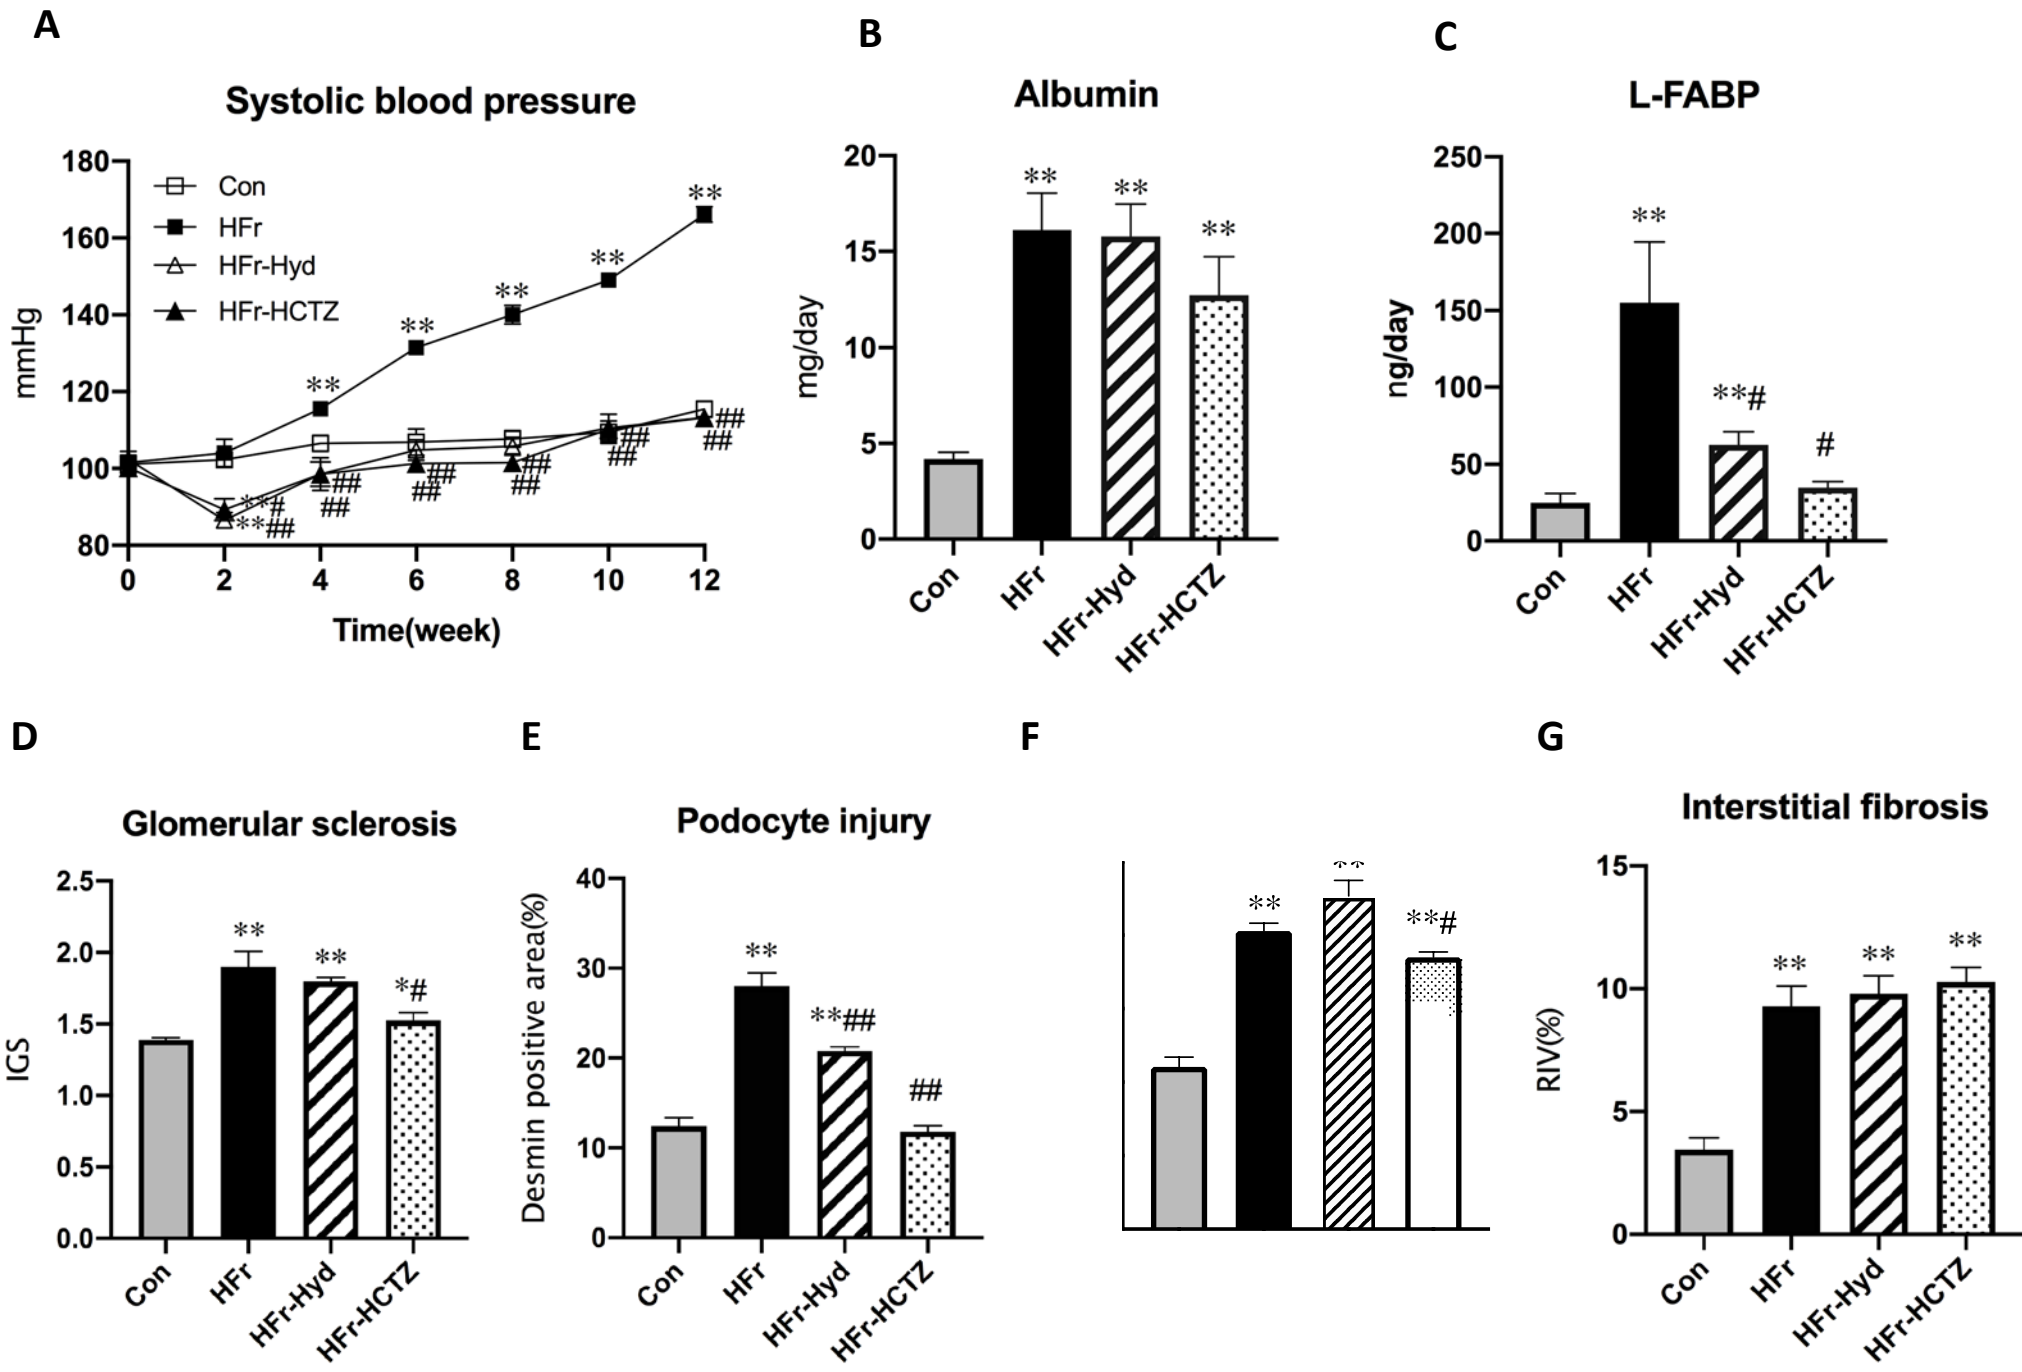 A
Systolic blood pressure
180
160
140
120
100
80
mmHg
Con
HFr
HFr-Hyd
HFr-HCTZ
**
**
**
**
**
**#
**##
##
##
##
##
##
##
##
##
##
##
0 2 4 6 8 10 12
Time(week)
B
Albumin
20
15
10
5
0
mg/day
**
**
**
Con
HFr
HFr-Hyd
HFr-HCTZ
C
L-FABP
250
200
150
100
50
0
ng/day
**
**#
#
Con
HFr
HFr-Hyd
HFr-HCTZ
D
Glomerular sclerosis
2.5
2.0
1.5
1.0
0.5
0.0
IGS
**
**
*#
Con
HFr
HFr-Hyd
HFr-HCTZ
E
Podocyte injury
40
30
20
10
0
Desmin positive area(%)
**
**##
##
Con
HFr
HFr-Hyd
HFr-HCTZ
F
**
**
**#
G
Interstitial fibrosis
15
10
5
0
RIV(%)
**
**
**
Con
HFr
HFr-Hyd
HFr-HCTZ